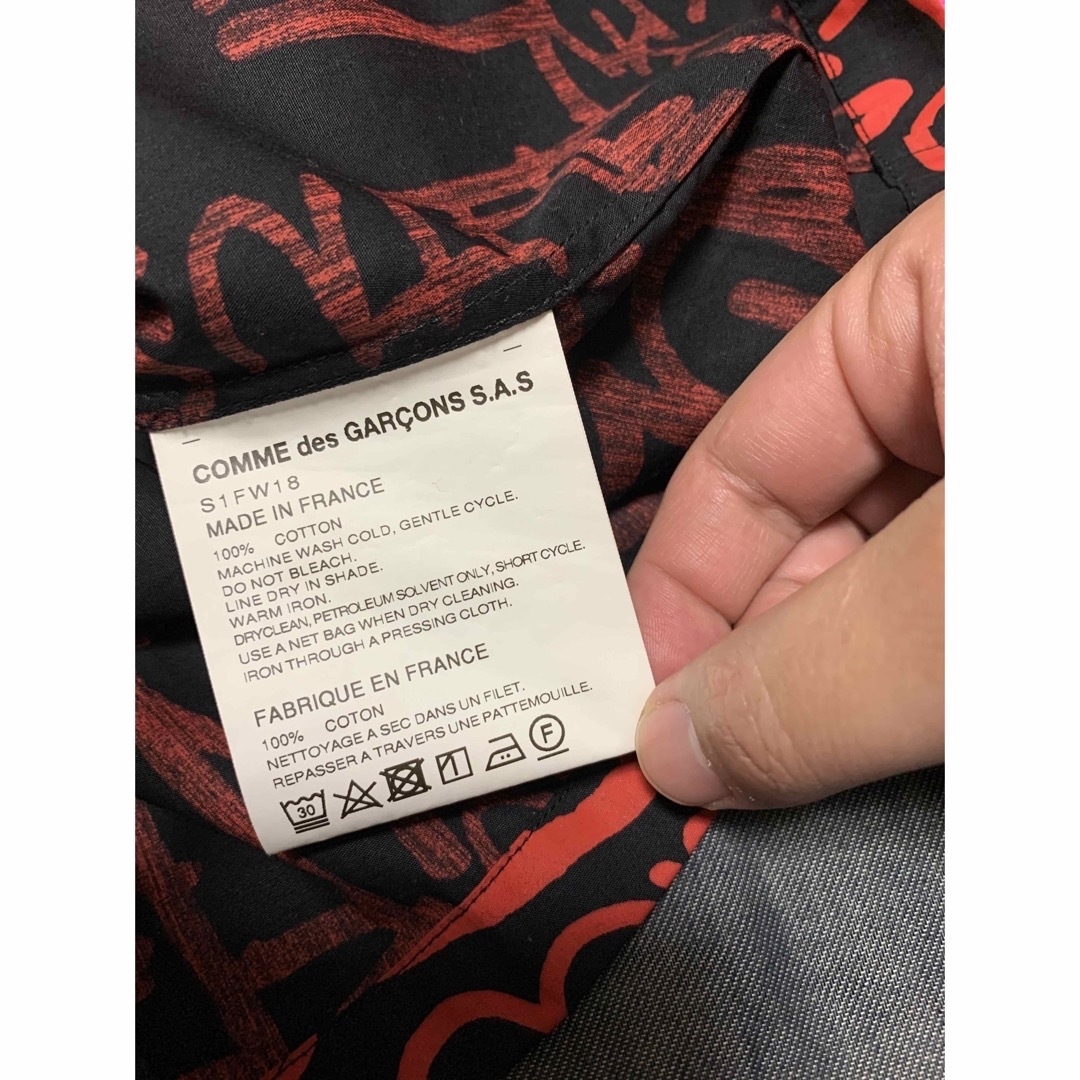 COMME des GARÇONS S.A.S
S1FW18
MADE IN FRANCE
100% COTTON
MACHINE WASH COLD, GENTLE CYCLE.
DO NOT BLEACH.
LINE DRY IN SHADE.
WARM IRON.
DRYCLEAN, PETROLEUM SOLVENT ONLY, SHORT CYCLE.
USE A NET BAG WHEN DRY CLEANING.
IRON THROUGH A PRESSING CLOTH.
FABRIQUE EN FRANCE
100% COTON
NETTOYAGE A SEC DANS UN FILET.
REPASSER A TRAVERS UNE PATTEMOUILLE.
30 F